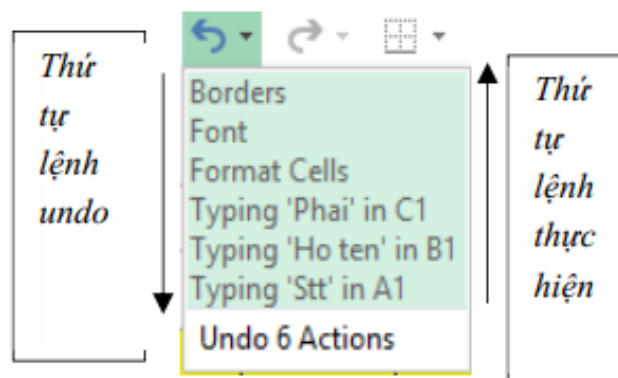 Thứ
tự
lệnh
undo
Borders
Font
Format Cells
Typing 'Phai' in C1
Typing 'Ho ten' in B1
Typing 'Stt' in A1
Undo 6 Actions
Thứ
tự
lệnh
thực
hiện